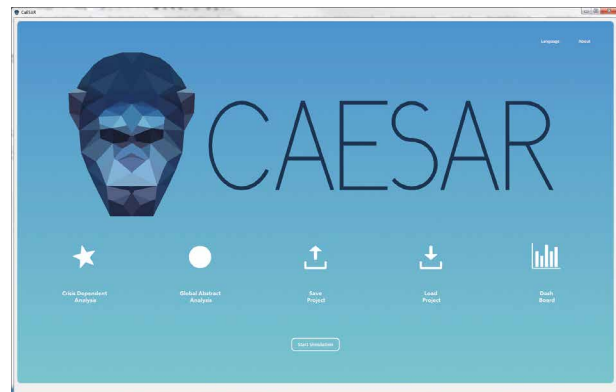 CAESAR
Language About
CAESAR
Crisis Dependent
Analysis
Global Abstract
Analysis
Save
Project
Load
Project
Dash
Board
Start Simulation